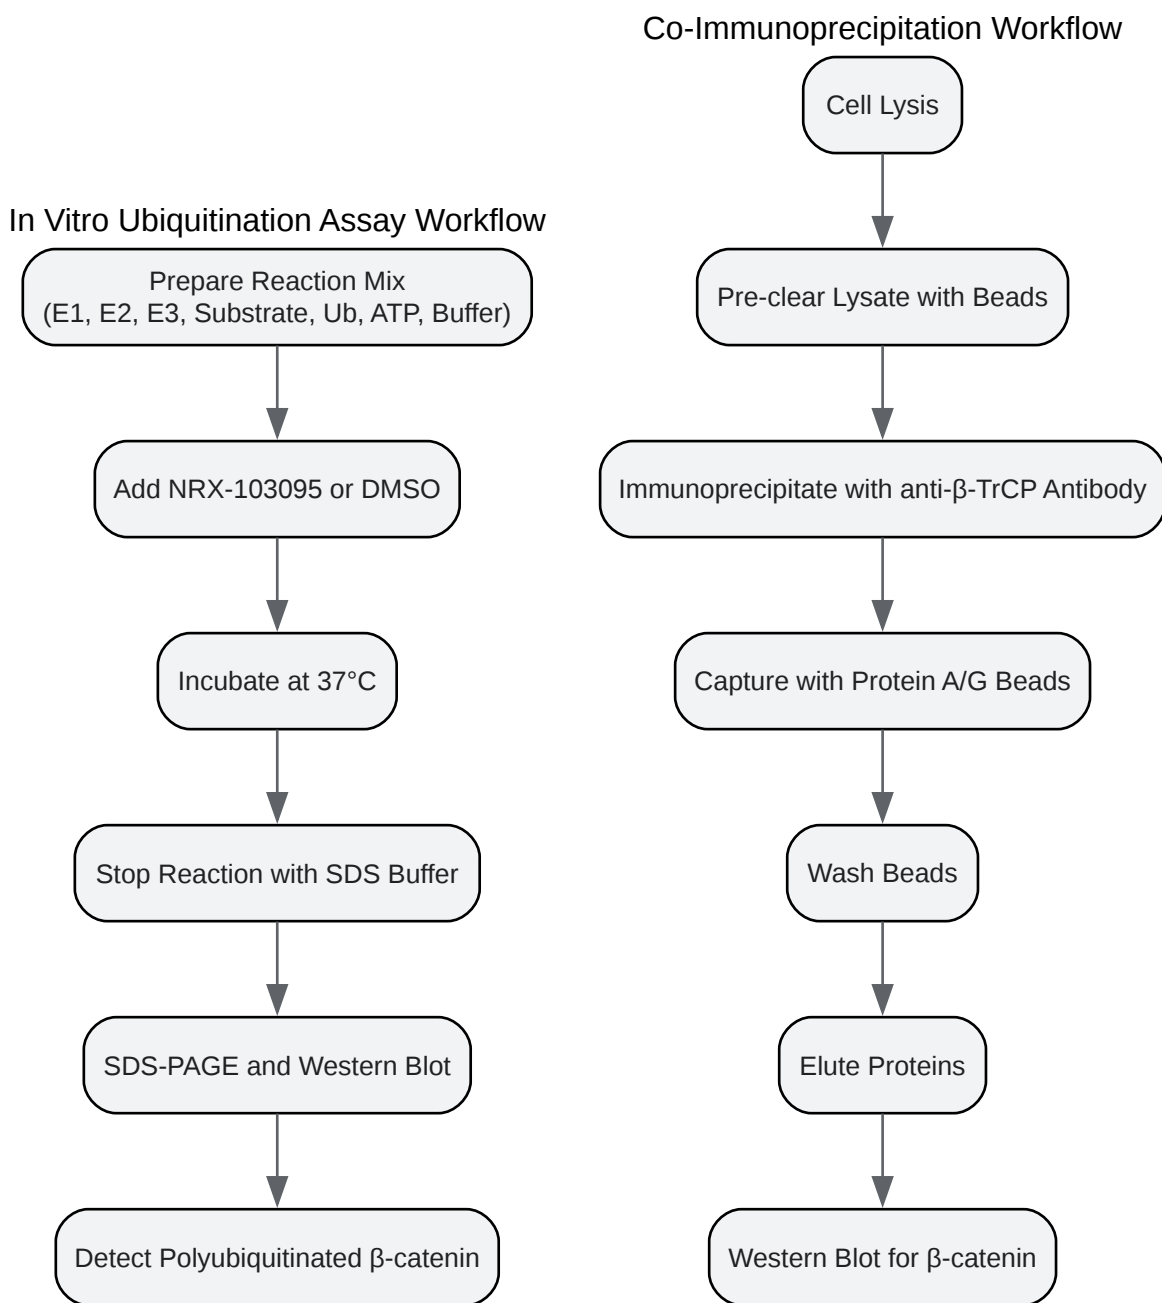 In Vitro Ubiquitination Assay Workflow
Prepare Reaction Mix
(E1, E2, E3, Substrate, Ub, ATP, Buffer)
Add NRX-103095 or DMSO
Incubate at 37°C
Stop Reaction with SDS Buffer
SDS-PAGE and Western Blot
Detect Polyubiquitinated β-catenin
Co-Immunoprecipitation Workflow
Cell Lysis
Pre-clear Lysate with Beads
Immunoprecipitate with anti-β-TrCP Antibody
Capture with Protein A/G Beads
Wash Beads
Elute Proteins
Western Blot for β-catenin